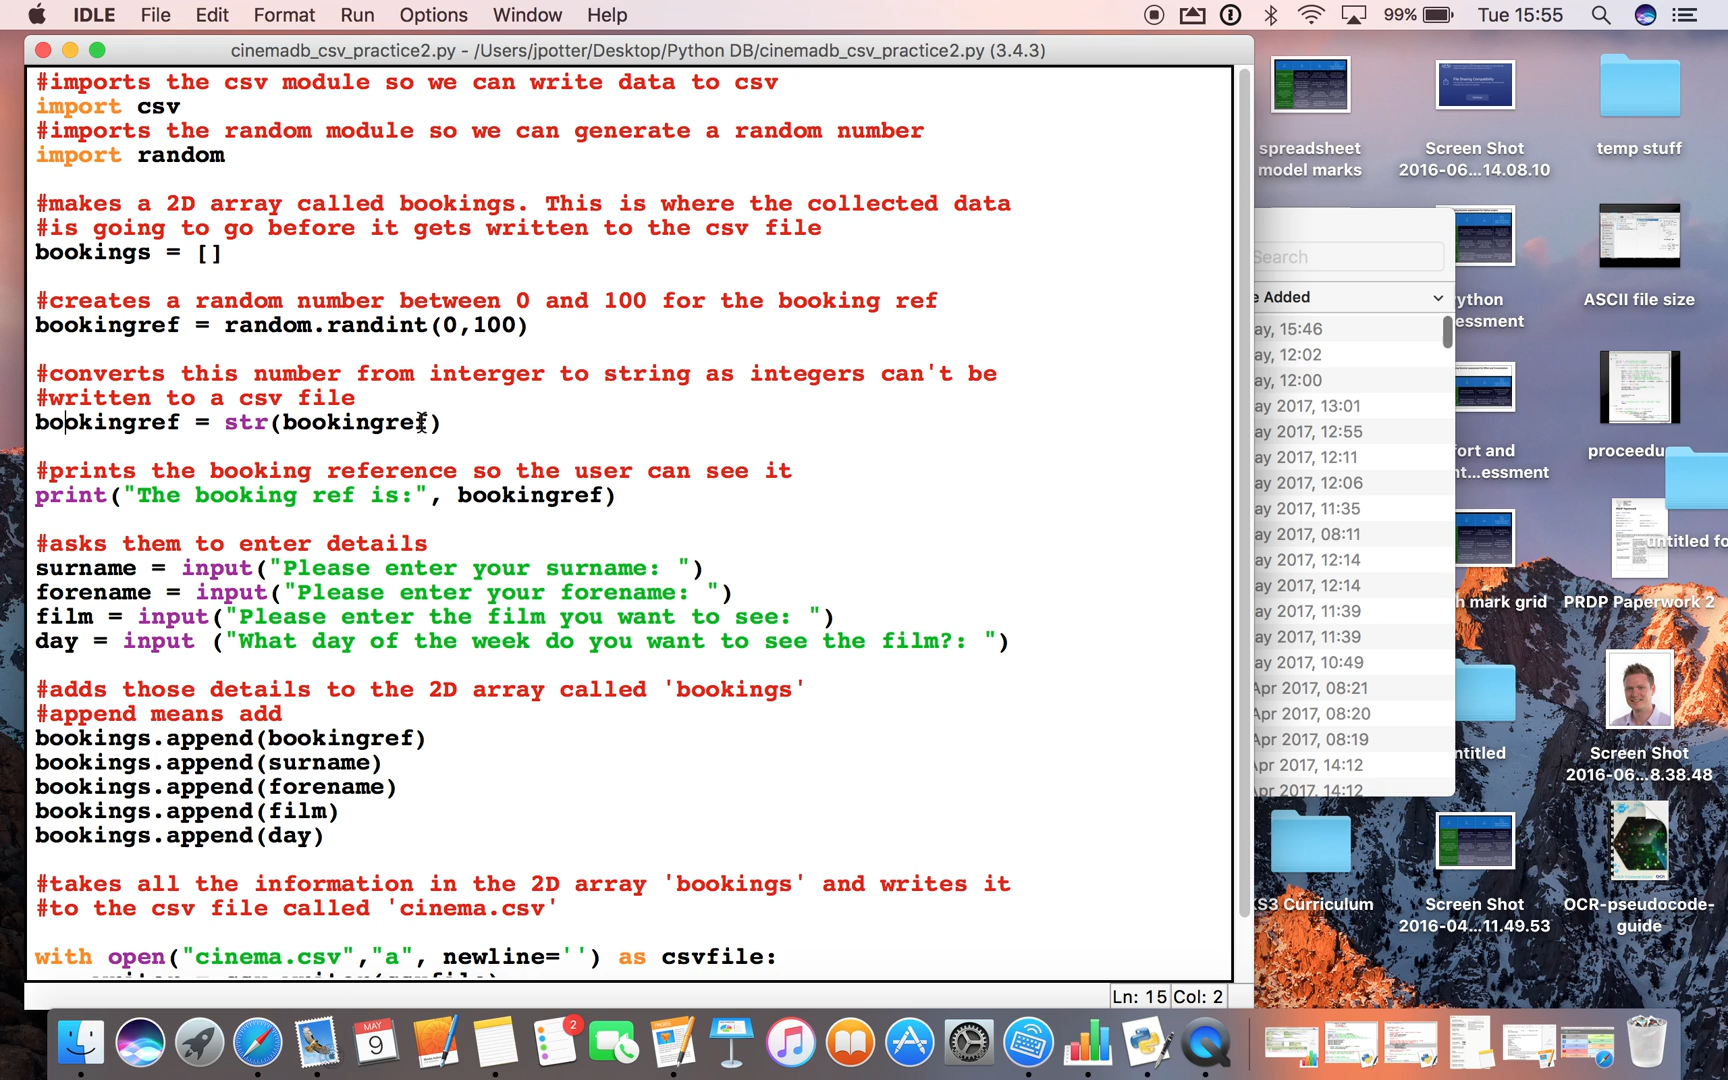 IDLE File Edit Format Run Options Window Help
99% Tue 15:55
cinemadb_csv_practice2.py - /Users/jpotter/Desktop/Python DB/cinemadb_csv_practice2.py (3.4.3)
#imports the csv module so we can write data to csv
import csv
#imports the random module so we can generate a random number
import random
#makes a 2D array called bookings. This is where the collected data
#is going to go before it gets written to the csv file
bookings = []
#creates a random number between 0 and 100 for the booking ref
bookingref = random.randint(0,100)
#converts this number from interger to string as integers can't be
#written to a csv file
bookingref = str(bookingref)
#prints the booking reference so the user can see it
print("The booking ref is:", bookingref)
#asks them to enter details
surname = input("Please enter your surname: ")
forename = input("Please enter your forename: ")
film = input("Please enter the film you want to see: ")
day = input ("What day of the week do you want to see the film?: ")
#adds those details to the 2D array called 'bookings'
#append means add
bookings.append(bookingref)
bookings.append(surname)
bookings.append(forename)
bookings.append(film)
bookings.append(day)
#takes all the information in the 2D array 'bookings' and writes it
#to the csv file called 'cinema.csv'
with open("cinema.csv","a", newline='') as csvfile:
Ln: 15 Col: 2
spreadsheet
model marks
Screen Shot
2016-06...14.08.10
temp stuff
Search
e Added
ay, 15:46
ay, 12:02
ay, 12:00
ay 2017, 13:01
ay 2017, 12:55
ay 2017, 12:11
ay 2017, 12:06
ay 2017, 11:35
ay 2017, 08:11
ay 2017, 12:14
ay 2017, 12:14
ay 2017, 11:39
ay 2017, 11:39
ay 2017, 10:49
Apr 2017, 08:21
Apr 2017, 08:20
Apr 2017, 08:19
Apr 2017, 14:12
Apr 2017, 14:12
ython
essment
ASCII file size
fort and
nt...essment
proceedu
untitled fo
h mark grid
PRDP Paperwork 2
ntitled
Screen Shot
2016-06...8.38.48
KS3 Curriculum
Screen Shot
2016-04...11.49.53
OCR-pseudocode-
guide
MAY
9
2
PAGES